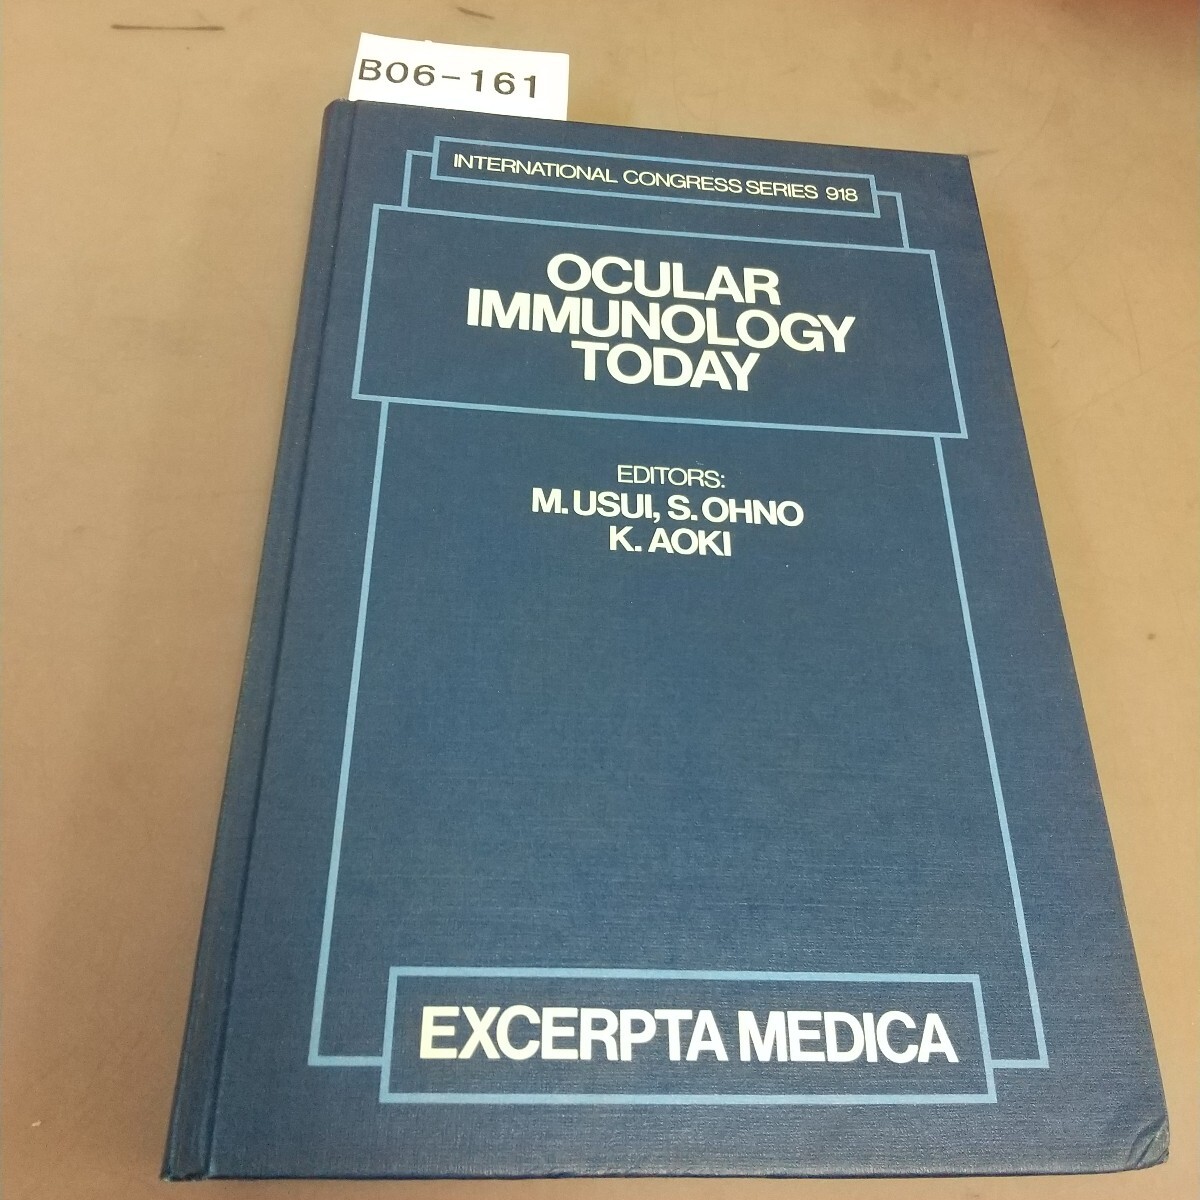 B06-161
INTERNATIONAL CONGRESS SERIES 918
OCULAR
IMMUNOLOGY
TODAY
EDITORS:
M. USUI, S. OHNO
K. AOKI
EXCERPTA MEDICA